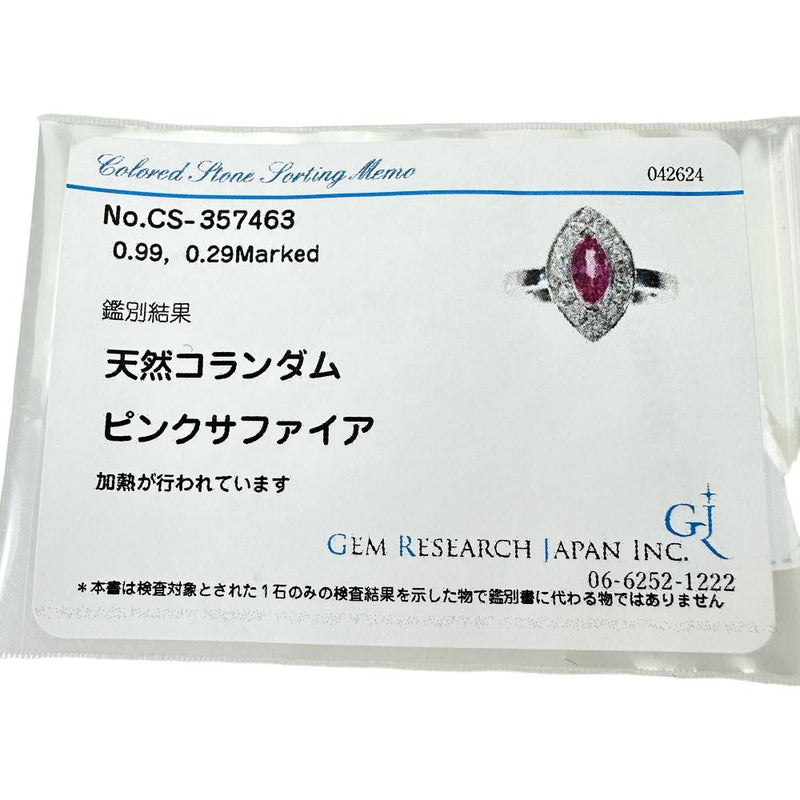 Colored Stone Sorting Memo
042624
No.CS-357463
0.99, 0.29Marked
鑑別結果
天然コランダム
ピンクサファイア
加熱が行われています
GJ
GEM RESEARCH JAPAN INC.
06-6252-1222
＊本書は検査対象とされた１石のみの検査結果を示した物で鑑別書に代わる物ではありません